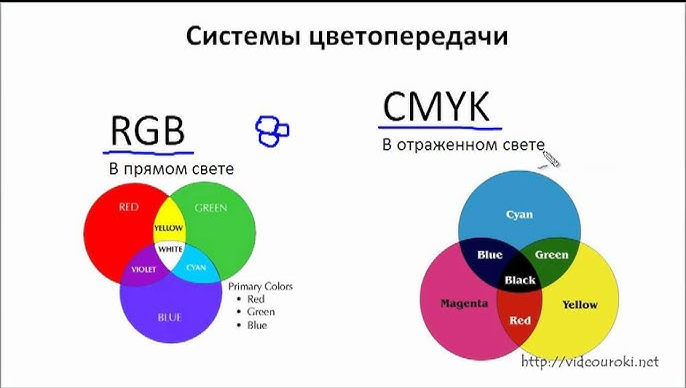 Системы цветопередачи
RGB
В прямом свете
RED
GREEN
YELLOW
WHITE
VIOLET
CYAN
BLUE
Primary Colors
• Red
• Green
• Blue
CMYK
В отраженном свете
Cyan
Blue
Green
Black
Magenta
Yellow
Red
http://videouroki.net